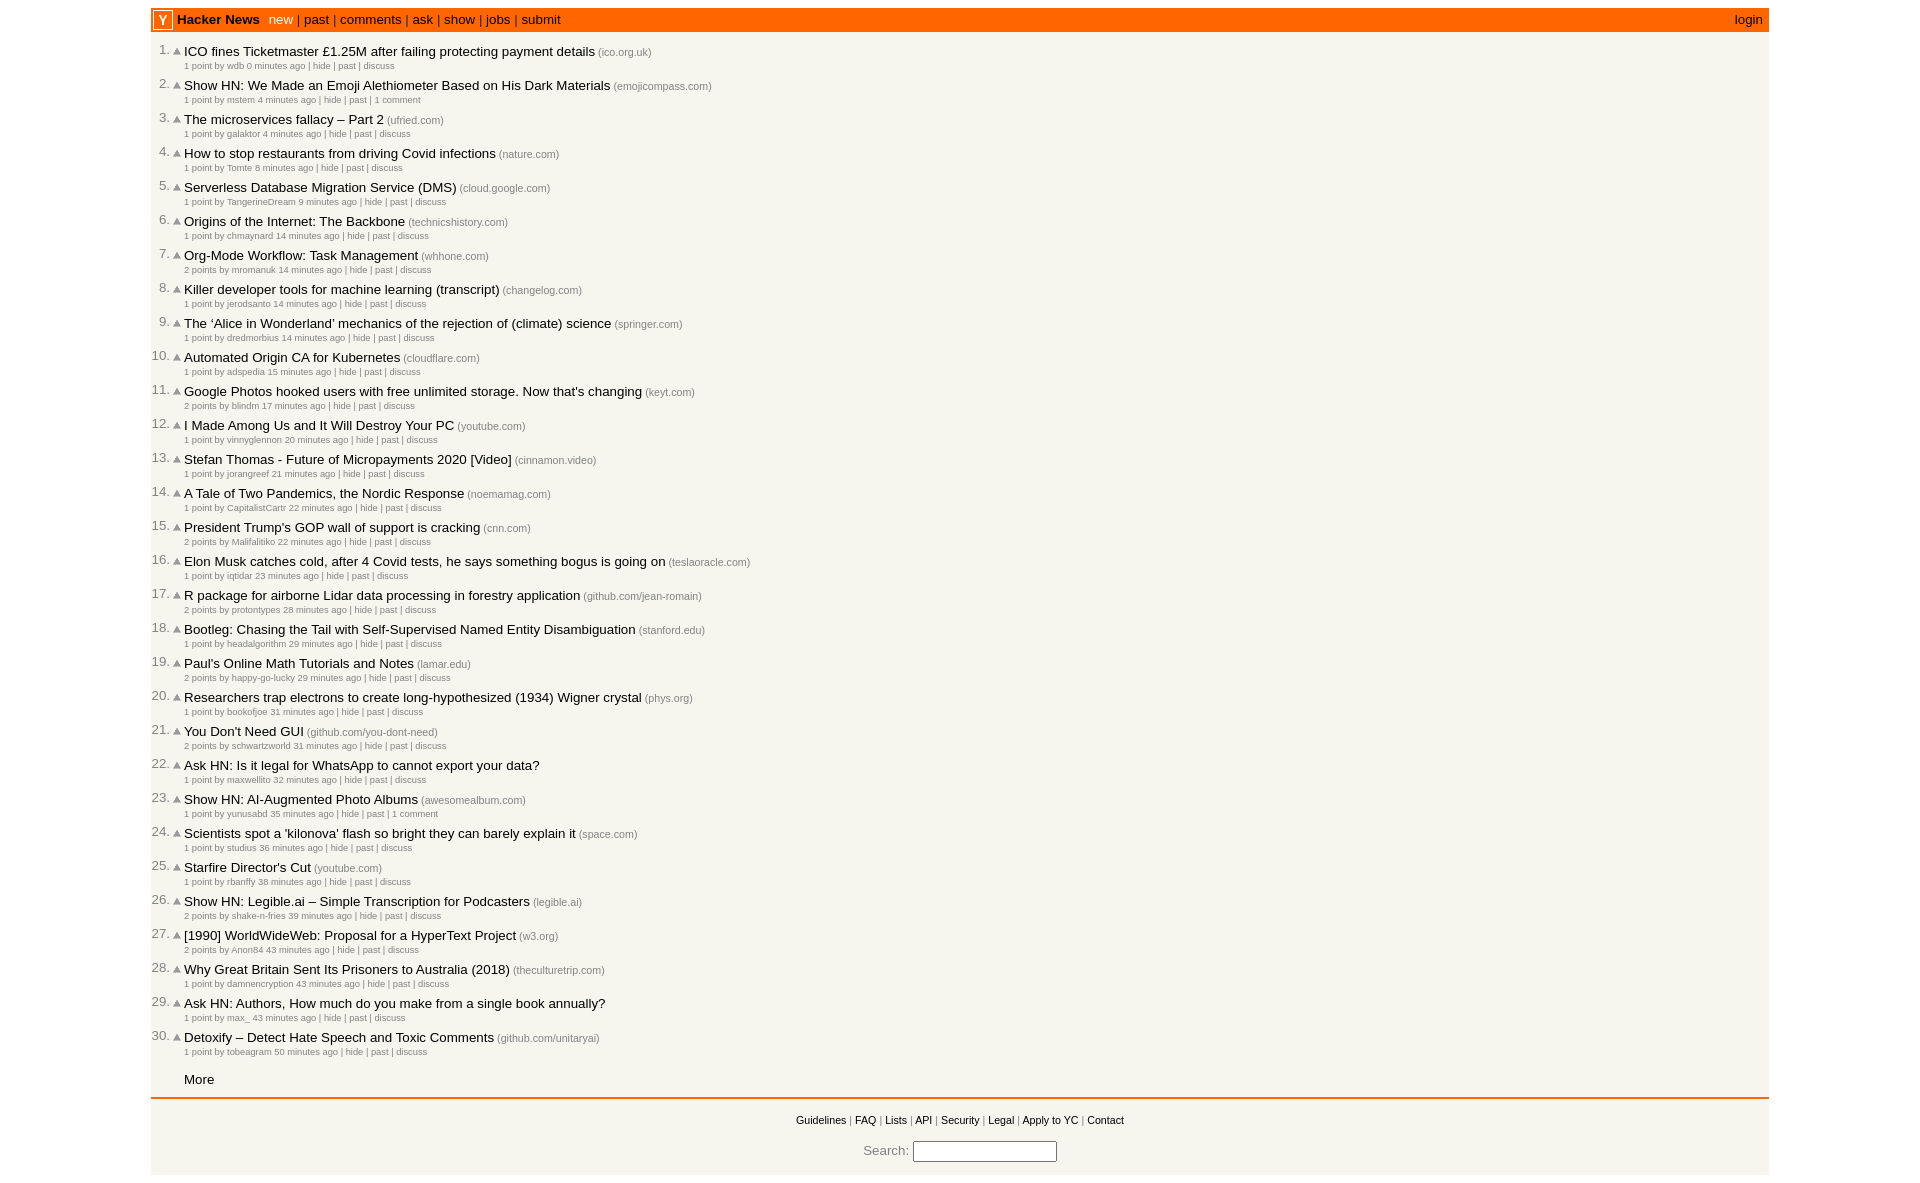 Y Hacker News new | past | comments | ask | show | jobs | submit login
1. ICO fines Ticketmaster £1.25M after failing protecting payment details (ico.org.uk)
1 point by wdb 0 minutes ago | hide | past | discuss
2. Show HN: We Made an Emoji Alethiometer Based on His Dark Materials (emojicompass.com)
1 point by mstem 4 minutes ago | hide | past | 1 comment
3. The microservices fallacy – Part 2 (ufried.com)
1 point by galaktor 4 minutes ago | hide | past | discuss
4. How to stop restaurants from driving Covid infections (nature.com)
1 point by Tomte 8 minutes ago | hide | past | discuss
5. Serverless Database Migration Service (DMS) (cloud.google.com)
1 point by TangerineDream 9 minutes ago | hide | past | discuss
6. Origins of the Internet: The Backbone (technicshistory.com)
1 point by chmaynard 14 minutes ago | hide | past | discuss
7. Org-Mode Workflow: Task Management (whhone.com)
2 points by mromanuk 14 minutes ago | hide | past | discuss
8. Killer developer tools for machine learning (transcript) (changelog.com)
1 point by jerodsanto 14 minutes ago | hide | past | discuss
9. The ‘Alice in Wonderland’ mechanics of the rejection of (climate) science (springer.com)
1 point by dredmorbius 14 minutes ago | hide | past | discuss
10. Automated Origin CA for Kubernetes (cloudflare.com)
1 point by adspedia 15 minutes ago | hide | past | discuss
11. Google Photos hooked users with free unlimited storage. Now that's changing (keyt.com)
2 points by blindm 17 minutes ago | hide | past | discuss
12. I Made Among Us and It Will Destroy Your PC (youtube.com)
1 point by vinnyglennon 20 minutes ago | hide | past | discuss
13. Stefan Thomas - Future of Micropayments 2020 [Video] (cinnamon.video)
1 point by jorangreef 21 minutes ago | hide | past | discuss
14. A Tale of Two Pandemics, the Nordic Response (noemamag.com)
1 point by CapitalistCartr 22 minutes ago | hide | past | discuss
15. President Trump's GOP wall of support is cracking (cnn.com)
2 points by Malifalitiko 22 minutes ago | hide | past | discuss
16. Elon Musk catches cold, after 4 Covid tests, he says something bogus is going on (teslaoracle.com)
1 point by iqtidar 23 minutes ago | hide | past | discuss
17. R package for airborne Lidar data processing in forestry application (github.com/jean-romain)
2 points by protontypes 28 minutes ago | hide | past | discuss
18. Bootleg: Chasing the Tail with Self-Supervised Named Entity Disambiguation (stanford.edu)
1 point by headalgorithm 29 minutes ago | hide | past | discuss
19. Paul's Online Math Tutorials and Notes (lamar.edu)
2 points by happy-go-lucky 29 minutes ago | hide | past | discuss
20. Researchers trap electrons to create long-hypothesized (1934) Wigner crystal (phys.org)
1 point by bookofjoe 31 minutes ago | hide | past | discuss
21. You Don't Need GUI (github.com/you-dont-need)
2 points by schwartzworld 31 minutes ago | hide | past | discuss
22. Ask HN: Is it legal for WhatsApp to cannot export your data?
1 point by maxwellito 32 minutes ago | hide | past | discuss
23. Show HN: AI-Augmented Photo Albums (awesomealbum.com)
1 point by yunusabd 35 minutes ago | hide | past | 1 comment
24. Scientists spot a 'kilonova' flash so bright they can barely explain it (space.com)
1 point by studius 36 minutes ago | hide | past | discuss
25. Starfire Director's Cut (youtube.com)
1 point by rbanffy 38 minutes ago | hide | past | discuss
26. Show HN: Legible.ai – Simple Transcription for Podcasters (legible.ai)
2 points by shake-n-fries 39 minutes ago | hide | past | discuss
27. [1990] WorldWideWeb: Proposal for a HyperText Project (w3.org)
2 points by Anon84 43 minutes ago | hide | past | discuss
28. Why Great Britain Sent Its Prisoners to Australia (2018) (theculturetrip.com)
1 point by damnencryption 43 minutes ago | hide | past | discuss
29. Ask HN: Authors, How much do you make from a single book annually?
1 point by max_ 43 minutes ago | hide | past | discuss
30. Detoxify – Detect Hate Speech and Toxic Comments (github.com/unitaryai)
1 point by tobeagram 50 minutes ago | hide | past | discuss
More
Guidelines | FAQ | Lists | API | Security | Legal | Apply to YC | Contact
Search: